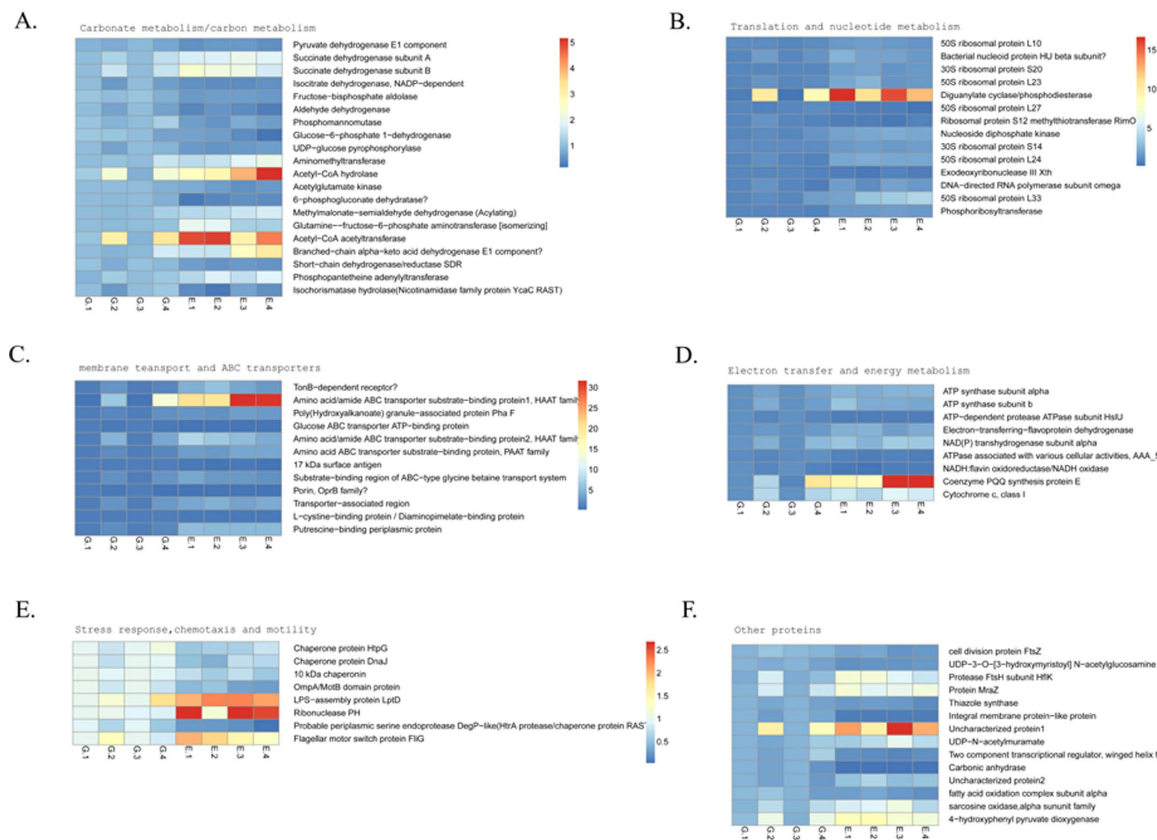 A.
Carbonate metabolism/carbon metabolism
Pyruvate dehydrogenase E1 component
Succinate dehydrogenase subunit A
Succinate dehydrogenase subunit B
Isocitrate dehydrogenase, NADP-dependent
Fructose-bisphosphate aldolase
Aldehyde dehydrogenase
Phosphomannomutase
Glucose-6-phosphate 1-dehydrogenase
UDP-glucose pyrophosphorylase
Aminomethyltransferase
Acetyl-CoA hydrolase
Acetylglutamate kinase
6-phosphogluconate dehydratase?
Methylmalonate-semialdehyde dehydrogenase (Acylating)
Glutamine--fructose-6-phosphate aminotransferase [isomerizing]
Acetyl-CoA acetyltransferase
Branched-chain alpha-keto acid dehydrogenase E1 component?
Short-chain dehydrogenase/reductase SDR
Phosphopantetheine adenylyltransferase
Isochorismatase hydrolase(Nicotinamidase family protein YcaC RAST)
G.1 G.2 G.3 G.4 E.1 E.2 E.3 E.4
5
4
3
2
1
B.
Translation and nucleotide metabolism
50S ribosomal protein L10
Bacterial nucleoid protein HU beta subunit?
30S ribosomal protein S20
50S ribosomal protein L23
Diguanylate cyclase/phosphodiesterase
50S ribosomal protein L27
Ribosomal protein S12 methylthiotransferase RimO
Nucleoside diphosphate kinase
30S ribosomal protein S14
50S ribosomal protein L24
Exodeoxyribonuclease III Xth
DNA-directed RNA polymerase subunit omega
50S ribosomal protein L33
Phosphoribosyltransferase
G.1 G.2 G.3 G.4 E.1 E.2 E.3 E.4
15
10
5
C.
membrane teansport and ABC transporters
TonB-dependent receptor?
Amino acid/amide ABC transporter substrate-binding protein1, HAAT family
Poly(Hydroxyalkanoate) granule-associated protein Pha F
Glucose ABC transporter ATP-binding protein
Amino acid/amide ABC transporter substrate-binding protein2, HAAT family
Amino acid ABC transporter substrate-binding protein, PAAT family
17 kDa surface antigen
Substrate-binding region of ABC-type glycine betaine transport system
Porin, OprB family?
Transporter-associated region
L-cystine-binding protein / Diaminopimelate-binding protein
Putrescine-binding periplasmic protein
G.1 G.2 G.3 G.4 E.1 E.2 E.3 E.4
30
25
20
15
10
5
D.
Electron transfer and energy metabolism
ATP synthase subunit alpha
ATP synthase subunit b
ATP-dependent protease ATPase subunit HslU
Electron-transferring-flavoprotein dehydrogenase
NAD(P) transhydrogenase subunit alpha
ATPase associated with various cellular activities, AAA_
NADH:flavin oxidoreductase/NADH oxidase
Coenzyme PQQ synthesis protein E
Cytochrome c, class I
G.1 G.2 G.3 G.4 E.1 E.2 E.3 E.4
E.
Stress response,chemotaxis and motility
Chaperone protein HtpG
Chaperone protein DnaJ
10 kDa chaperonin
OmpA/MotB domain protein
LPS-assembly protein LptD
Ribonuclease PH
Probable periplasmic serine endoprotease DegP-like(HtrA protease/chaperone protein RAST
Flagellar motor switch protein FliG
G.1 G.2 G.3 G.4 E.1 E.2 E.3 E.4
2.5
2
1.5
1
0.5
F.
Other proteins
cell division protein FtsZ
UDP-3-O-[3-hydroxymyristoyl] N-acetylglucosamine
Protease FtsH subunit HflK
Protein MraZ
Thiazole synthase
Integral membrane protein-like protein
Uncharacterized protein1
UDP-N-acetylmuramate
Two component transcriptional regulator, winged helix
Carbonic anhydrase
Uncharacterized protein2
fatty acid oxidation complex subunit alpha
sarcosine oxidase,alpha sununit family
4-hydroxyphenyl pyruvate dioxygenase
G.1 G.2 G.3 G.4 E.1 E.2 E.3 E.4